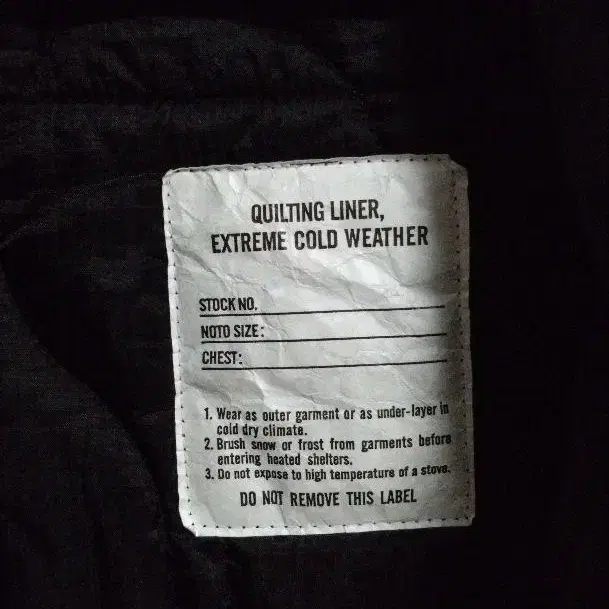 QUILTING LINER,
EXTREME COLD WEATHER
STOCK NO.
NOTO SIZE:
CHEST:
1. Wear as outer garment or as under-layer in
cold dry climate.
2. Brush snow or frost from garments before
entering heated shelters.
3. Do not expose to high temperature of a stove.
DO NOT REMOVE THIS LABEL